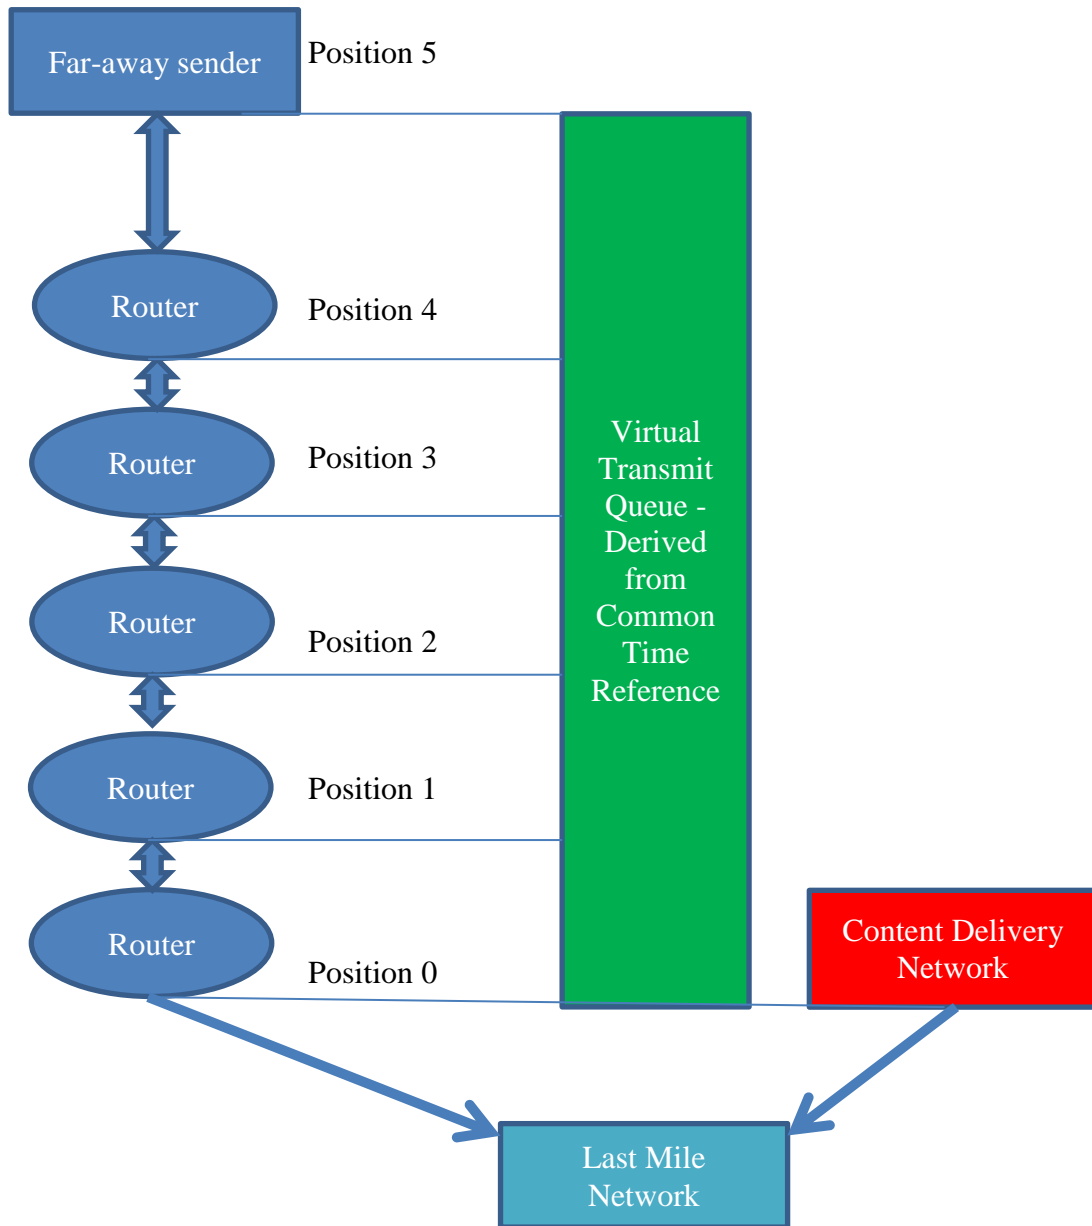 Far-away sender
Position 5
Router
Position 4
Router
Position 3
Virtual
Transmit
Queue -
Derived
from
Common
Time
Reference
Router
Position 2
Router
Position 1
Router
Position 0
Content Delivery
Network
Last Mile
Network